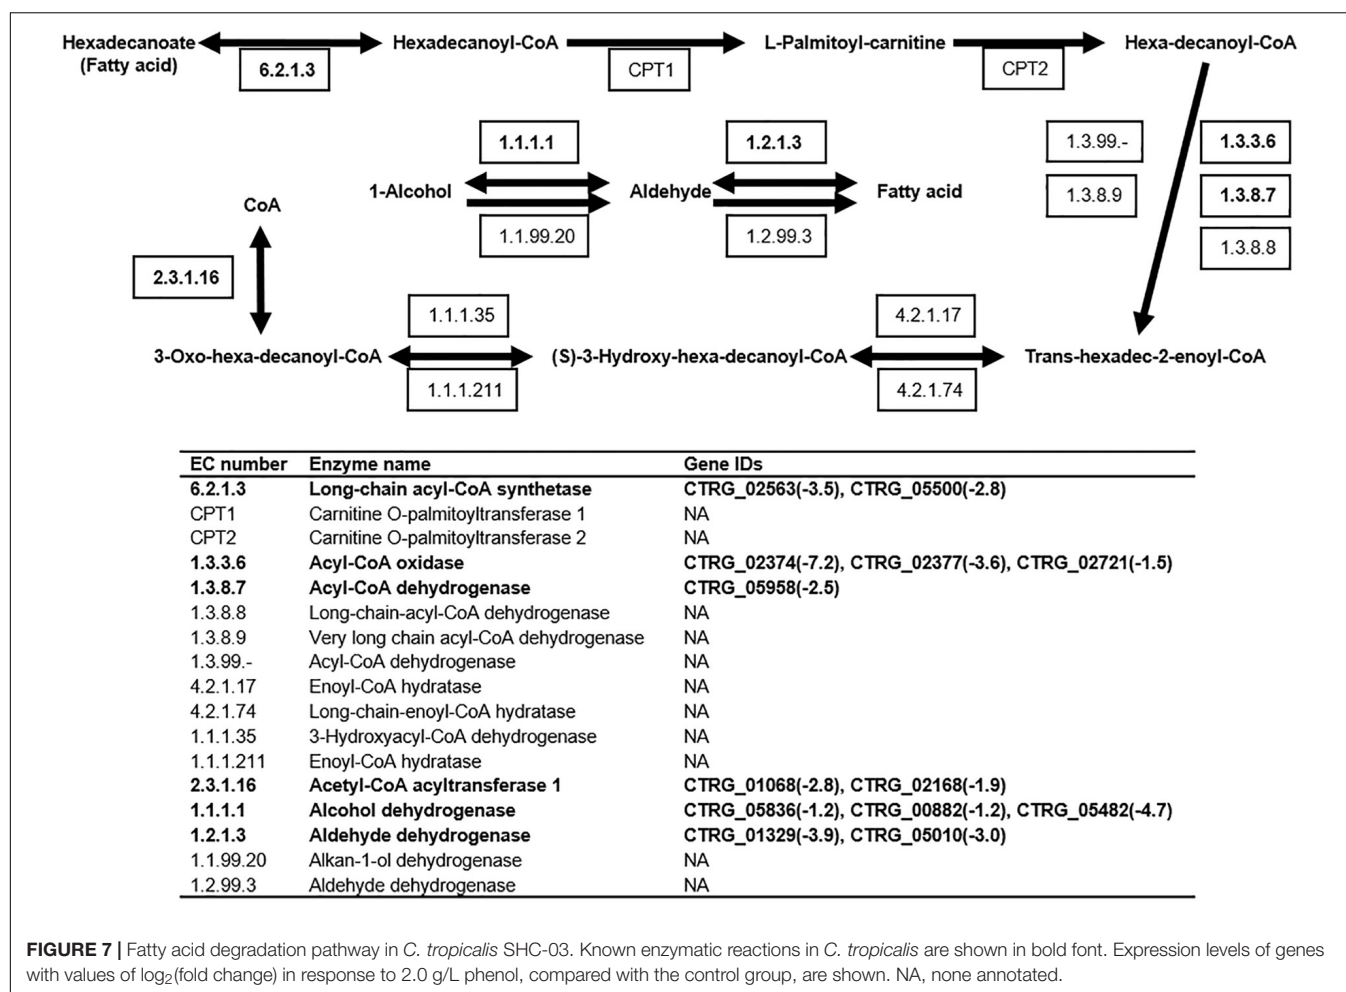 Hexadecanoate
(Fatty acid)
6.2.1.3
Hexadecanoyl-CoA
CPT1
L-Palmitoyl-carnitine
CPT2
Hexa-decanoyl-CoA
1.1.1.1
1.2.1.3
1.3.99.-
1.3.3.6
1-Alcohol
Aldehyde
Fatty acid
1.3.8.9
1.3.8.7
CoA
1.1.99.20
1.2.99.3
1.3.8.8
2.3.1.16
1.1.1.35
4.2.1.17
3-Oxo-hexa-decanoyl-CoA
(S)-3-Hydroxy-hexa-decanoyl-CoA
Trans-hexadec-2-enoyl-CoA
1.1.1.211
4.2.1.74
EC number Enzyme name Gene IDs
6.2.1.3 Long-chain acyl-CoA synthetase CTRG_02563(-3.5), CTRG_05500(-2.8)
CPT1 Carnitine O-palmitoyltransferase 1 NA
CPT2 Carnitine O-palmitoyltransferase 2 NA
1.3.3.6 Acyl-CoA oxidase CTRG_02374(-7.2), CTRG_02377(-3.6), CTRG_02721(-1.5)
1.3.8.7 Acyl-CoA dehydrogenase CTRG_05958(-2.5)
1.3.8.8 Long-chain-acyl-CoA dehydrogenase NA
1.3.8.9 Very long chain acyl-CoA dehydrogenase NA
1.3.99.- Acyl-CoA dehydrogenase NA
4.2.1.17 Enoyl-CoA hydratase NA
4.2.1.74 Long-chain-enoyl-CoA hydratase NA
1.1.1.35 3-Hydroxyacyl-CoA dehydrogenase NA
1.1.1.211 Enoyl-CoA hydratase NA
2.3.1.16 Acetyl-CoA acyltransferase 1 CTRG_01068(-2.8), CTRG_02168(-1.9)
1.1.1.1 Alcohol dehydrogenase CTRG_05836(-1.2), CTRG_00882(-1.2), CTRG_05482(-4.7)
1.2.1.3 Aldehyde dehydrogenase CTRG_01329(-3.9), CTRG_05010(-3.0)
1.1.99.20 Alkan-1-ol dehydrogenase NA
1.2.99.3 Aldehyde dehydrogenase NA
FIGURE 7 | Fatty acid degradation pathway in C. tropicalis SHC-03. Known enzymatic reactions in C. tropicalis are shown in bold font. Expression levels of genes
with values of log₂(fold change) in response to 2.0 g/L phenol, compared with the control group, are shown. NA, none annotated.